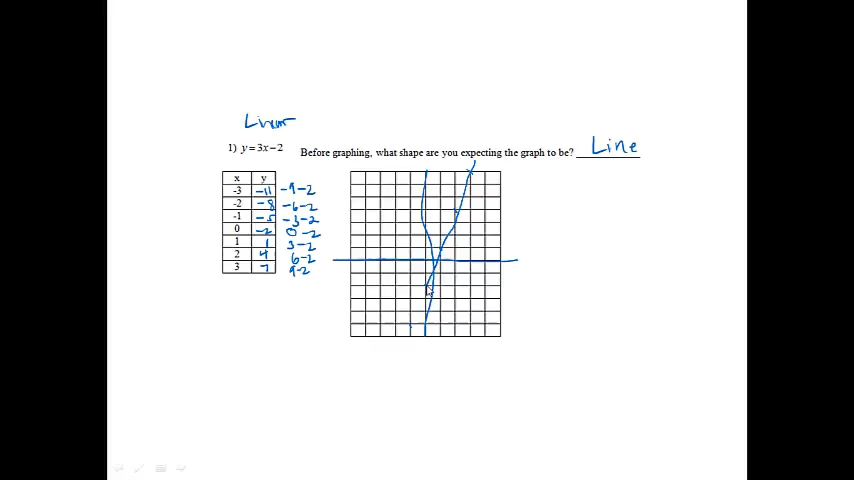 Linear
1) y=3x−2 Before graphing, what shape are you expecting the graph to be? Line
x y
-3 -11 -9-2
-2 -8 -6-2
-1 -5 -3-2
0 -2 0-2
1 1 3-2
2 4 6-2
3 7 9-2